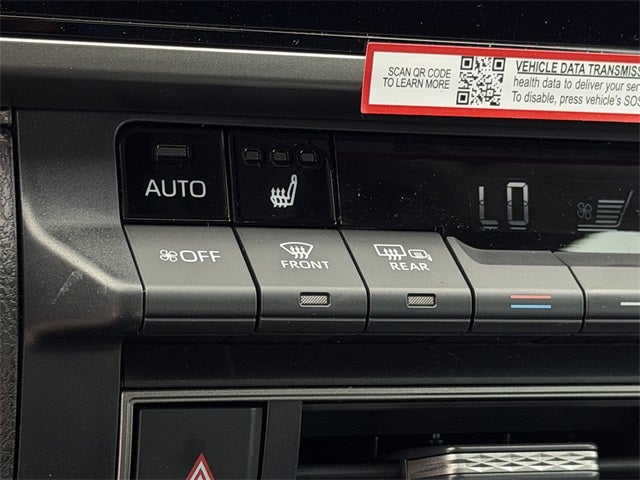 SCAN QR CODE
TO LEARN MORE
VEHICLE DATA TRANSMISS
health data to deliver your ser
To disable, press vehicle's SOS
AUTO
LO
OFF
FRONT
REAR